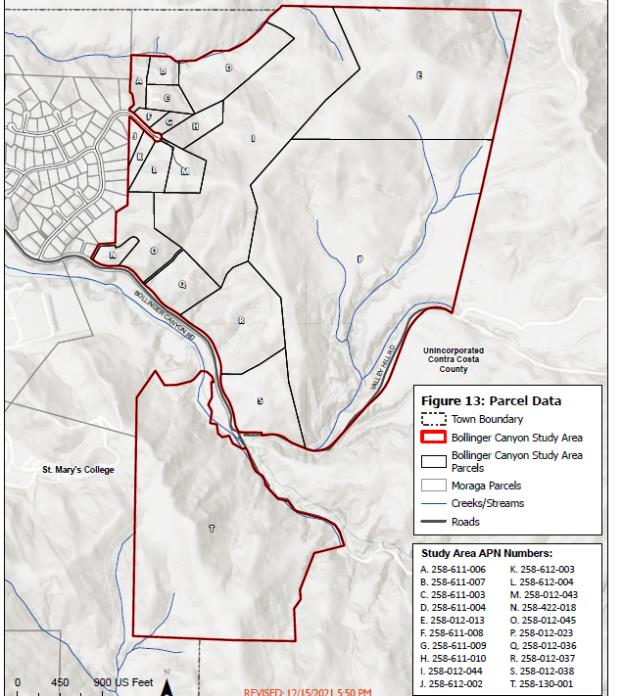 A
B
D
E
C
F
G
H
J
I
K
L
M
N
O
P
Q
BOLLINGER CANYON RD
R
VALLEY HILL RD
Unincorporated
Contra Costa
County
S
Figure 13: Parcel Data
Town Boundary
Bollinger Canyon Study Area
Bollinger Canyon Study Area
Parcels
Moraga Parcels
Creeks/Streams
Roads
St. Mary's College
T
Study Area APN Numbers:
A. 258-611-006 K. 258-612-003
B. 258-611-007 L. 258-612-004
C. 258-611-003 M. 258-012-043
D. 258-611-004 N. 258-422-018
E. 258-012-013 O. 258-012-045
F. 258-611-008 P. 258-012-023
G. 258-611-009 Q. 258-012-036
H. 258-611-010 R. 258-012-037
I. 258-012-044 S. 258-012-038
J. 258-612-002 T. 258-130-001
0 450 900 US Feet
N
REVISED: 12/15/2021 5:50 PM